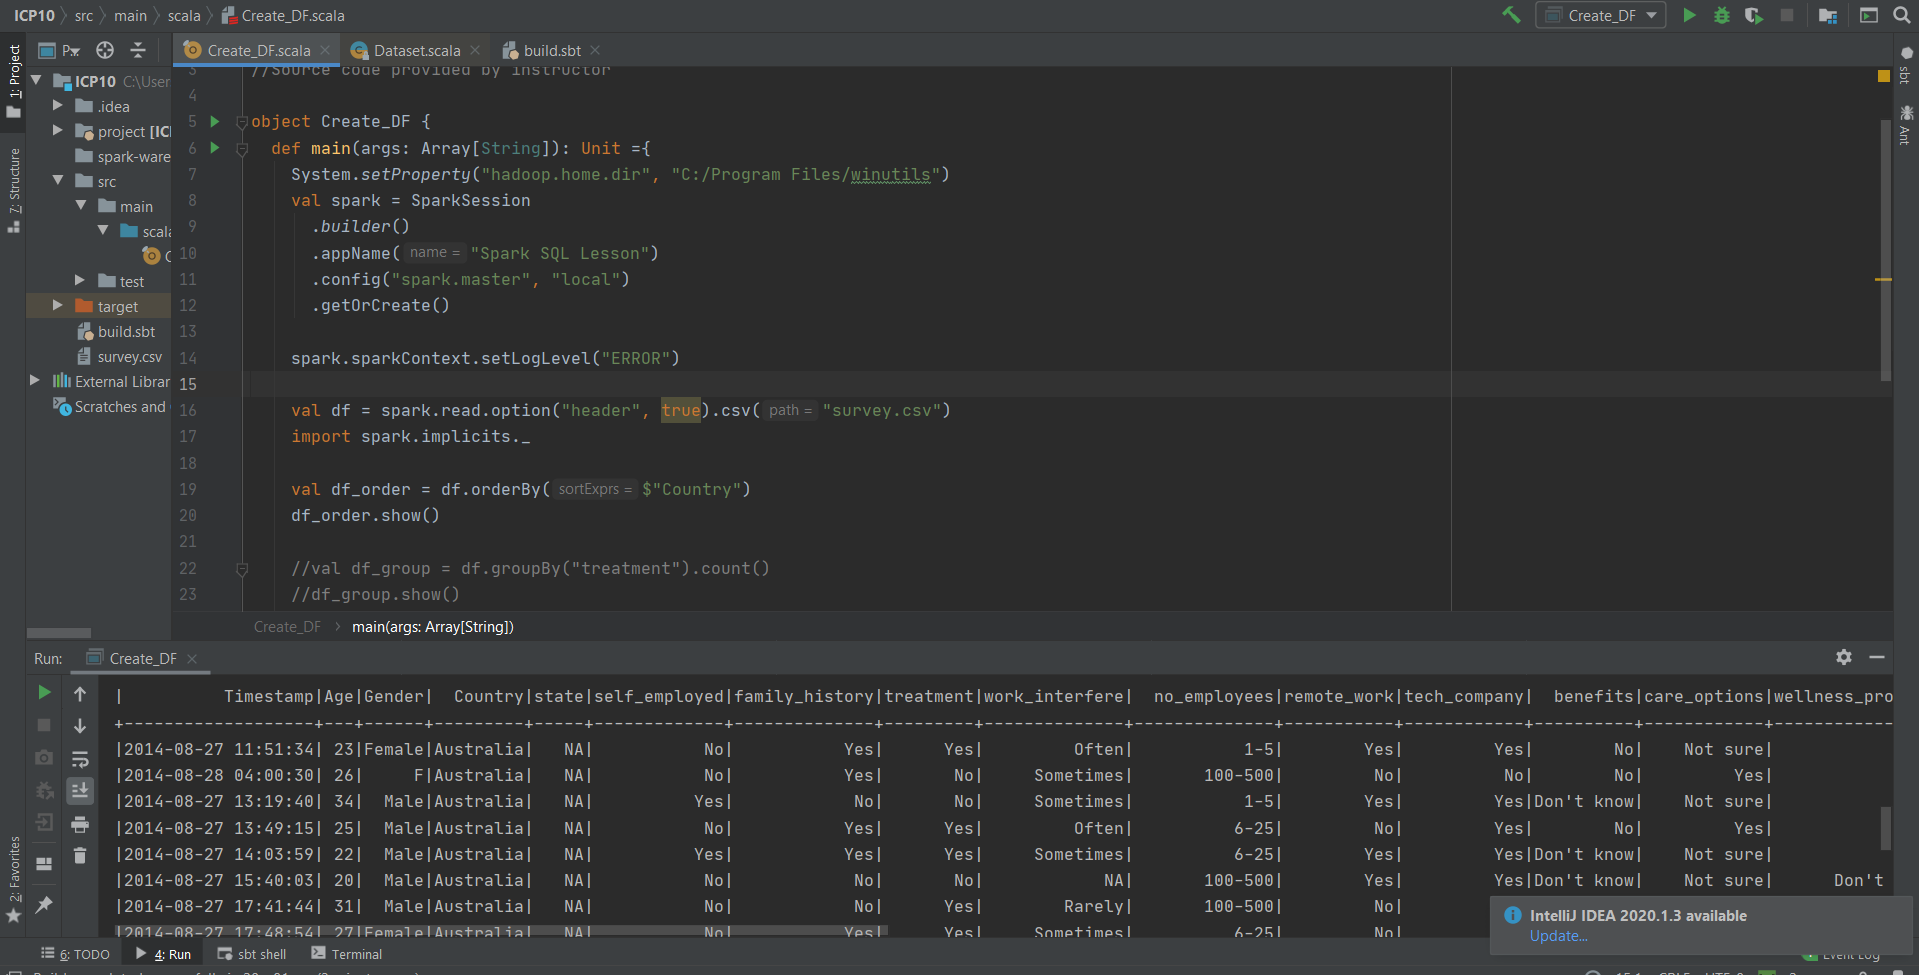 ICP10 src main scala Create_DF.scala
Create_DF
1: Project
P..
Create_DF.scala
Dataset.scala
build.sbt
sbt
Ant
7: Structure
2: Favorites
ICP10 C:\User
.idea
project [IC
spark-ware
src
main
scala
C
test
target
build.sbt
survey.csv
External Librar
Scratches and
3 //Source code provided by instructor
4
5 object Create_DF {
6 def main(args: Array[String]): Unit ={
7 System.setProperty("hadoop.home.dir", "C:/Program Files/winutils")
8 val spark = SparkSession
9 .builder()
10 .appName( name = "Spark SQL Lesson")
11 .config("spark.master", "local")
12 .getOrCreate()
13
14 spark.sparkContext.setLogLevel("ERROR")
15
16 val df = spark.read.option("header", true).csv( path = "survey.csv")
17 import spark.implicits._
18
19 val df_order = df.orderBy( sortExprs = $"Country")
20 df_order.show()
21
22 //val df_group = df.groupBy("treatment").count()
23 //df_group.show()
Create_DF > main(args: Array[String])
Run: Create_DF
| Timestamp|Age|Gender| Country|state|self_employed|family_history|treatment|work_interfere| no_employees|remote_work|tech_company| benefits|care_options|wellness_pro
+-------------------+---+------+---------+-----+-------------+--------------+---------+--------------+--------------+-----------+------------+----------+------------+------------
|2014-08-27 11:51:34| 23|Female|Australia| NA| No| Yes| Yes| Often| 1-5| Yes| Yes| No| Not sure|
|2014-08-28 04:00:30| 26| F|Australia| NA| No| Yes| No| Sometimes| 100-500| No| No| No| Yes|
|2014-08-27 13:19:40| 34| Male|Australia| NA| Yes| No| No| Sometimes| 1-5| Yes| Yes|Don't know| Not sure|
|2014-08-27 13:49:15| 25| Male|Australia| NA| No| Yes| Yes| Often| 6-25| No| Yes| No| Yes|
|2014-08-27 14:03:59| 22| Male|Australia| NA| Yes| Yes| Yes| Sometimes| 6-25| Yes| Yes|Don't know| Not sure|
|2014-08-27 15:40:03| 20| Male|Australia| NA| No| No| No| NA| 100-500| Yes| Yes|Don't know| Not sure| Don't
|2014-08-27 17:41:44| 31| Male|Australia| NA| No| No| Yes| Rarely| 100-500| No|
|2014-08-27 17:48:54| 27|Female|Australia| NA| No| Yes| Yes| Sometimes| 6-25| No|
IntelliJ IDEA 2020.1.3 available
Update...
6: TODO
4: Run
sbt shell
Terminal
Event Log